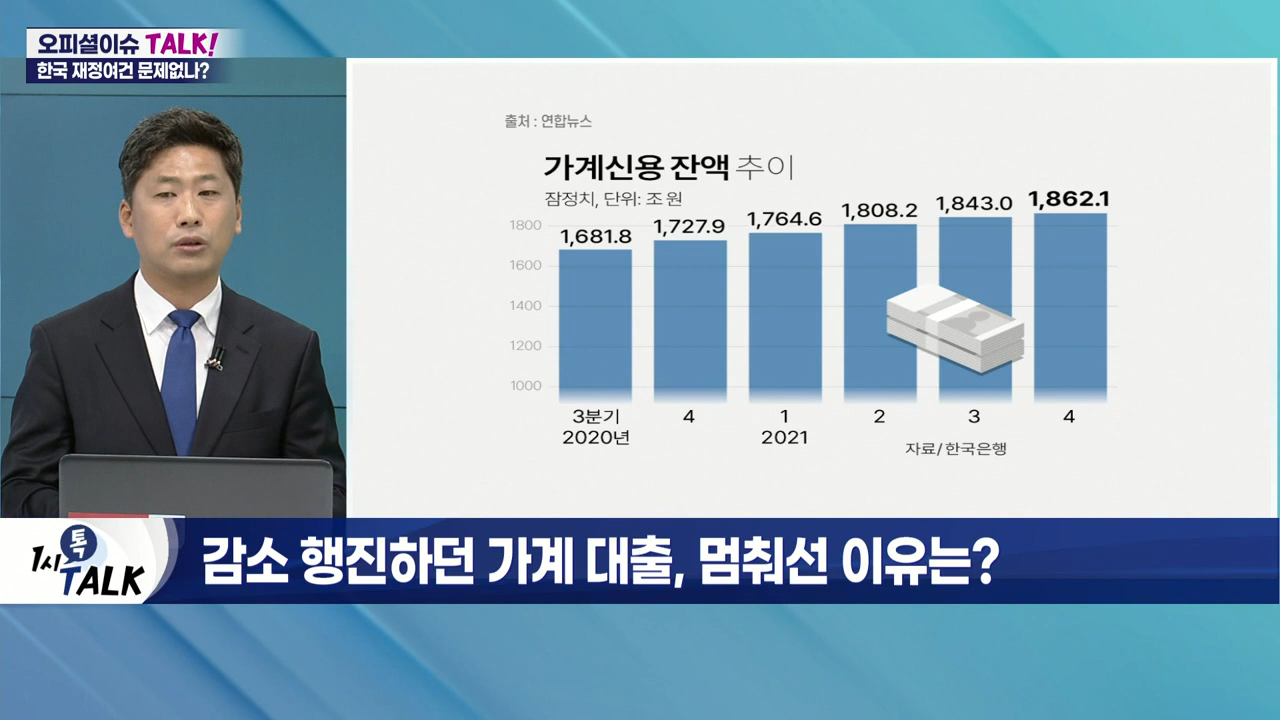 오피셜이슈 TALK!
한국 재정여건 문제없나?
출처 : 연합뉴스
가계신용 잔액 추이
잠정치, 단위: 조 원
1800
1600
1400
1200
1000
1,681.8
1,727.9
1,764.6
1,808.2
1,843.0
1,862.1
3분기 4 1 2 3 4
2020년 2021
자료/한국은행
1시톡 TALK
감소 행진하던 가계 대출, 멈춰선 이유는?